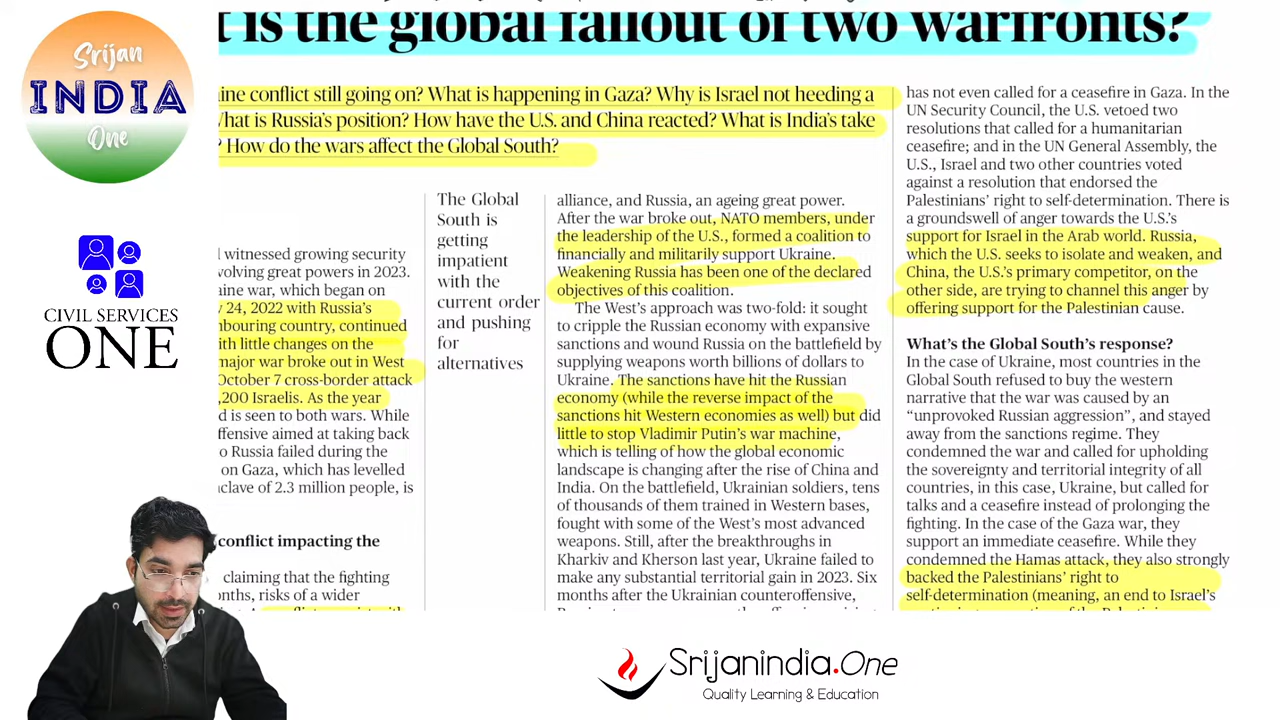 t is the global fallout of two warfronts?
Srijan
INDIA
One
CIVIL SERVICES
ONE
ine conflict still going on? What is happening in Gaza? Why is Israel not heeding a
hat is Russia's position? How have the U.S. and China reacted? What is India's take
? How do the wars affect the Global South?
l witnessed growing security
volving great powers in 2023.
ine war, which began on
y 24, 2022 with Russia's
hbouring country, continued
ith little changes on the
major war broke out in West
October 7 cross-border attack
,200 Israelis. As the year
d is seen to both wars. While
ffensive aimed at taking back
o Russia failed during the
on Gaza, which has levelled
nclave of 2.3 million people, is
conflict impacting the
claiming that the fighting
onths, risks of a wider
The Global
South is
getting
impatient
with the
current order
and pushing
for
alternatives
alliance, and Russia, an ageing great power.
After the war broke out, NATO members, under
the leadership of the U.S., formed a coalition to
financially and militarily support Ukraine.
Weakening Russia has been one of the declared
objectives of this coalition.
The West's approach was two-fold: it sought
to cripple the Russian economy with expansive
sanctions and wound Russia on the battlefield by
supplying weapons worth billions of dollars to
Ukraine. The sanctions have hit the Russian
economy (while the reverse impact of the
sanctions hit Western economies as well) but did
little to stop Vladimir Putin's war machine,
which is telling of how the global economic
landscape is changing after the rise of China and
India. On the battlefield, Ukrainian soldiers, tens
of thousands of them trained in Western bases,
fought with some of the West's most advanced
weapons. Still, after the breakthroughs in
Kharkiv and Kherson last year, Ukraine failed to
make any substantial territorial gain in 2023. Six
months after the Ukrainian counteroffensive,
has not even called for a ceasefire in Gaza. In the
UN Security Council, the U.S. vetoed two
resolutions that called for a humanitarian
ceasefire; and in the UN General Assembly, the
U.S., Israel and two other countries voted
against a resolution that endorsed the
Palestinians' right to self-determination. There is
a groundswell of anger towards the U.S.'s
support for Israel in the Arab world. Russia,
which the U.S. seeks to isolate and weaken, and
China, the U.S.'s primary competitor, on the
other side, are trying to channel this anger by
offering support for the Palestinian cause.
What's the Global South's response?
In the case of Ukraine, most countries in the
Global South refused to buy the western
narrative that the war was caused by an
"unprovoked Russian aggression", and stayed
away from the sanctions regime. They
condemned the war and called for upholding
the sovereignty and territorial integrity of all
countries, in this case, Ukraine, but called for
talks and a ceasefire instead of prolonging the
fighting. In the case of the Gaza war, they
support an immediate ceasefire. While they
condemned the Hamas attack, they also strongly
backed the Palestinians' right to
self-determination (meaning, an end to Israel's
Srijanindia.One
Quality Learning & Education